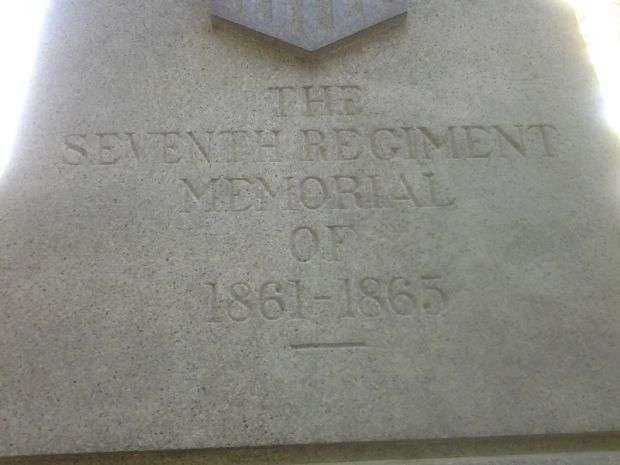 THE
SEVENTH REGIMENT
MEMORIAL
OF
1861-1865